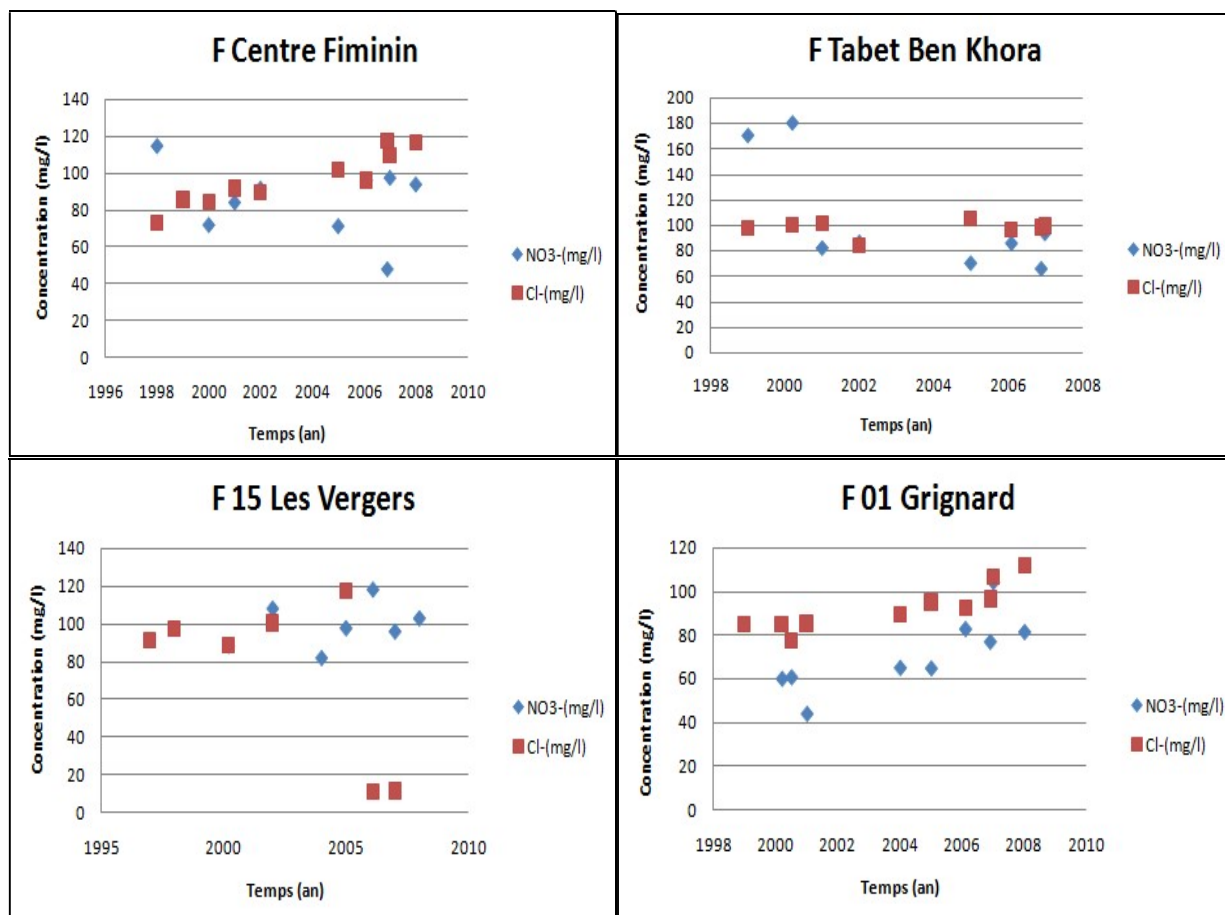 F Centre Fiminin
140
120
100
80
60
40
20
0
1996 1998 2000 2002 2004 2006 2008 2010
Concentration (mg/l)
Temps (an)
NO3-(mg/l)
Cl-(mg/l)
F Tabet Ben Khora
200
180
160
140
120
100
80
60
40
20
0
1998 2000 2002 2004 2006 2008
Concentration (mg/l)
Temps (an)
NO3-(mg/l)
Cl-(mg/l)
F 15 Les Vergers
140
120
100
80
60
40
20
0
1995 2000 2005 2010
Concentration (mg/l)
Temps (an)
NO3-(mg/l)
Cl-(mg/l)
F 01 Grignard
120
100
80
60
40
20
0
1998 2000 2002 2004 2006 2008 2010
Concentration (mg/l)
Temps (an)
NO3-(mg/l)
Cl-(mg/l)